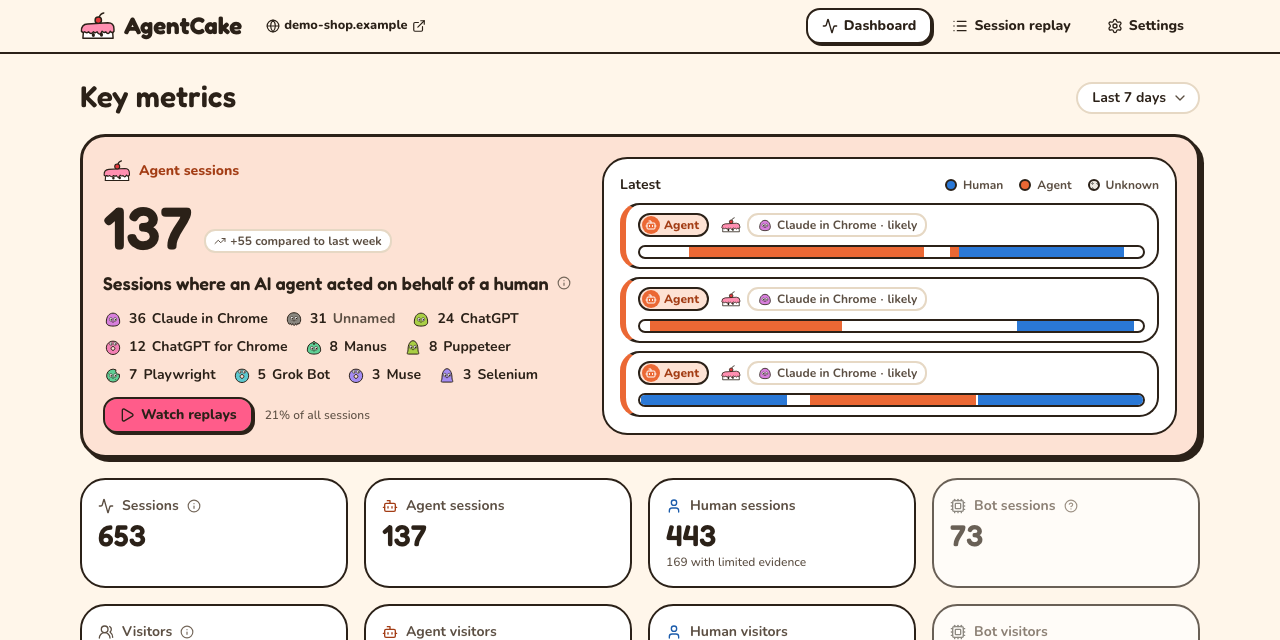 AgentCake
demo-shop.example
Dashboard
Session replay
Settings
Key metrics
Last 7 days
Agent sessions
137
+55 compared to last week
Sessions where an AI agent acted on behalf of a human
36 Claude in Chrome 31 Unnamed 24 ChatGPT
12 ChatGPT for Chrome 8 Manus 8 Puppeteer
7 Playwright 5 Grok Bot 3 Muse 3 Selenium
Watch replays
21% of all sessions
Latest
Human Agent Unknown
Agent Claude in Chrome · likely
Agent Claude in Chrome · likely
Agent Claude in Chrome · likely
Sessions
653
Agent sessions
137
Human sessions
443
169 with limited evidence
Bot sessions
73
Visitors
Agent visitors
Human visitors
Bot visitors